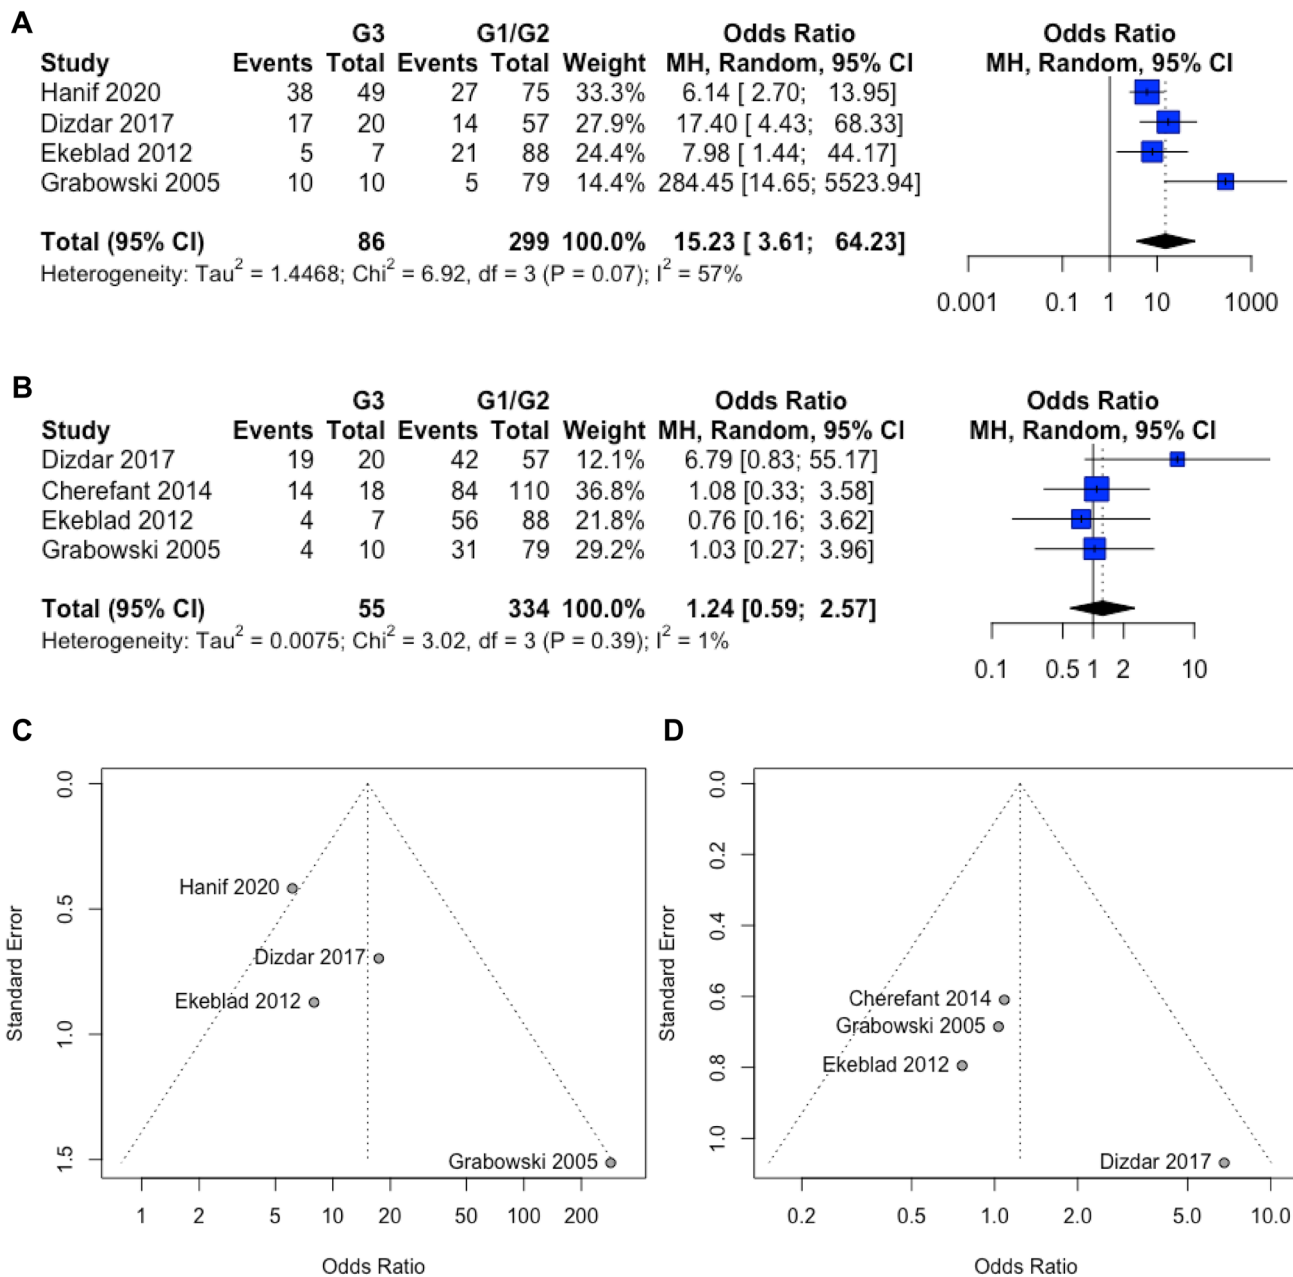 A
G3 G1/G2 Odds Ratio Odds Ratio
Study Events Total Events Total Weight MH, Random, 95% CI MH, Random, 95% CI
Hanif 2020 38 49 27 75 33.3% 6.14 [ 2.70; 13.95]
Dizdar 2017 17 20 14 57 27.9% 17.40 [ 4.43; 68.33]
Ekeblad 2012 5 7 21 88 24.4% 7.98 [ 1.44; 44.17]
Grabowski 2005 10 10 5 79 14.4% 284.45 [14.65; 5523.94]
Total (95% CI) 86 299 100.0% 15.23 [ 3.61; 64.23]
Heterogeneity: Tau² = 1.4468; Chi² = 6.92, df = 3 (P = 0.07); I² = 57%
0.001 0.1 1 10 1000
B
G3 G1/G2 Odds Ratio Odds Ratio
Study Events Total Events Total Weight MH, Random, 95% CI MH, Random, 95% CI
Dizdar 2017 19 20 42 57 12.1% 6.79 [0.83; 55.17]
Cherefant 2014 14 18 84 110 36.8% 1.08 [0.33; 3.58]
Ekeblad 2012 4 7 56 88 21.8% 0.76 [0.16; 3.62]
Grabowski 2005 4 10 31 79 29.2% 1.03 [0.27; 3.96]
Total (95% CI) 55 334 100.0% 1.24 [0.59; 2.57]
Heterogeneity: Tau² = 0.0075; Chi² = 3.02, df = 3 (P = 0.39); I² = 1%
0.1 0.5 1 2 10
C
Standard Error
0.0
0.5
1.0
1.5
Hanif 2020
Dizdar 2017
Ekeblad 2012
Grabowski 2005
1 2 5 10 20 50 100 200
Odds Ratio
D
Standard Error
0.0
0.2
0.4
0.6
0.8
1.0
Cherefant 2014
Grabowski 2005
Ekeblad 2012
Dizdar 2017
0.2 0.5 1.0 2.0 5.0 10.0
Odds Ratio